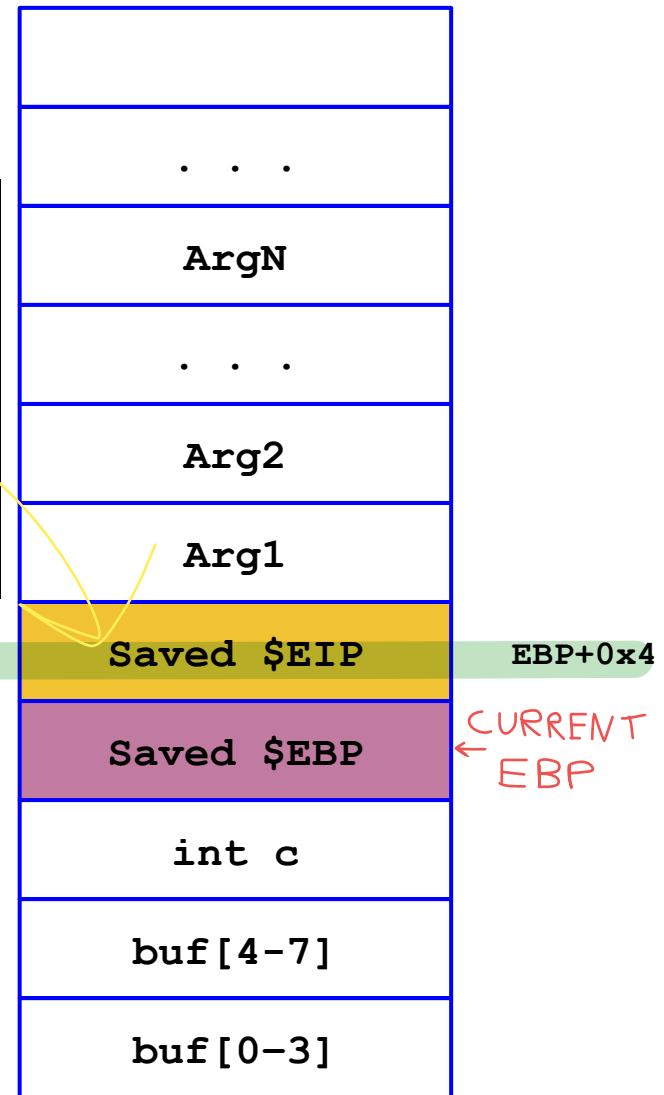 . . .
ArgN
. . .
Arg2
Arg1
Saved $EIP
EBP+0x4
Saved $EBP
CURRENT
EBP
int c
buf[4-7]
buf[0–3]